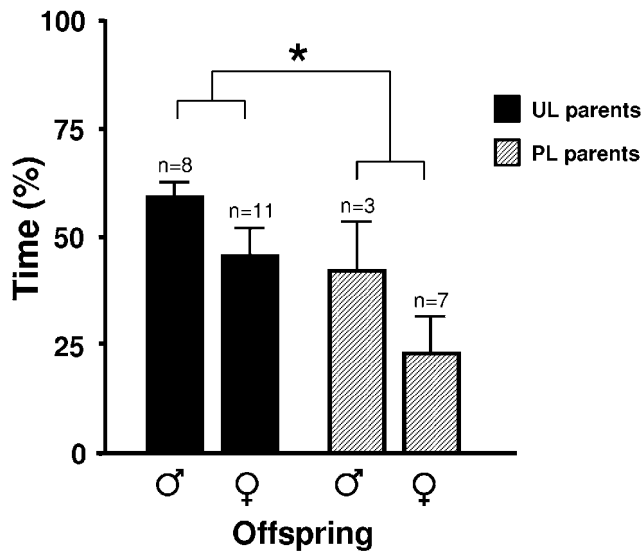 100
75
50
25
0
Time (%)
*
n=8
n=11
n=3
n=7
UL parents
PL parents
♂ ♀ ♂ ♀
Offspring